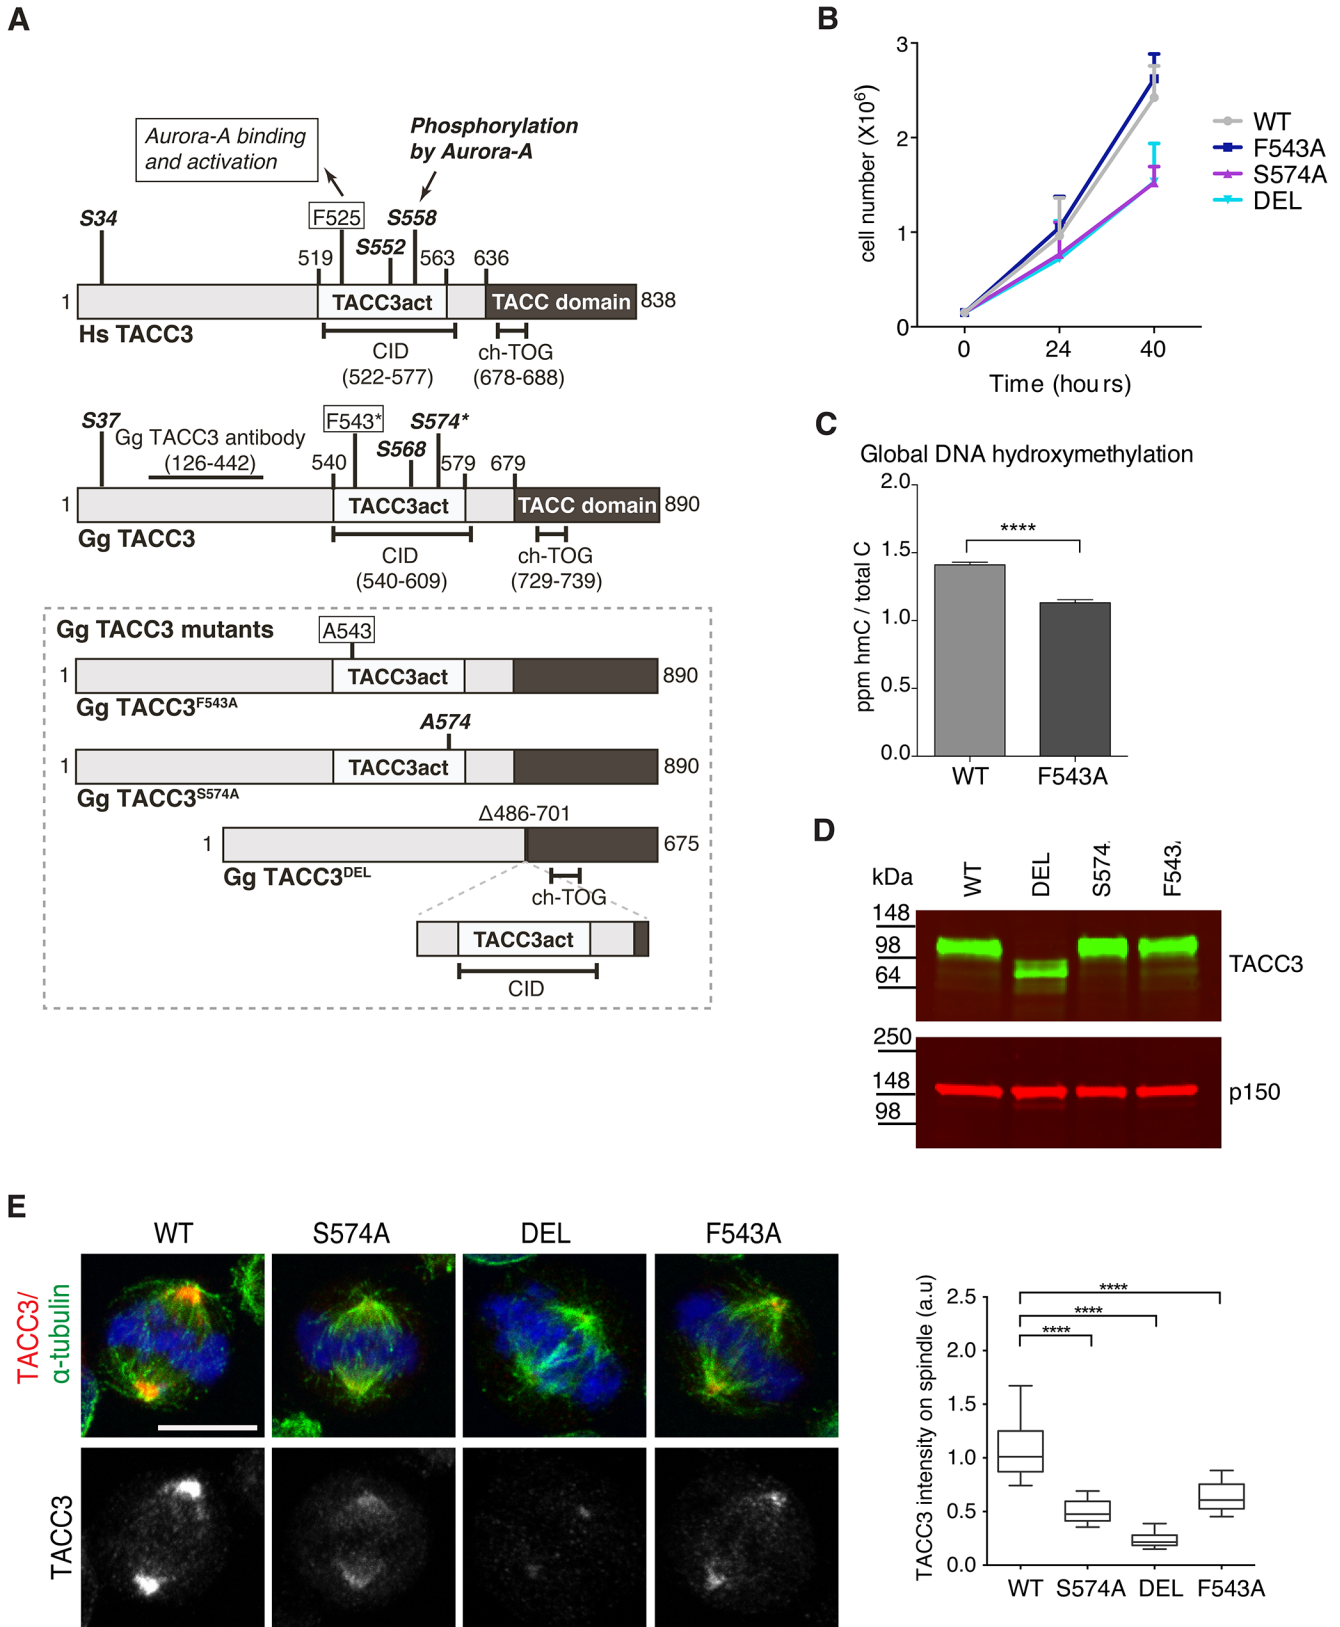 A
Aurora-A binding
and activation
Phosphorylation
by Aurora-A
S34
F525
S558
S552
519
563
636
1
TACC3act
TACC domain
838
Hs TACC3
CID
(522-577)
ch-TOG
(678-688)
S37
Gg TACC3 antibody
(126-442)
F543*
S574*
S568
540
579
679
1
TACC3act
TACC domain
890
Gg TACC3
CID
(540-609)
ch-TOG
(729-739)
Gg TACC3 mutants
A543
1
TACC3act
890
Gg TACC3F543A
A574
1
TACC3act
890
Gg TACC3S574A
Δ486-701
1
675
Gg TACC3DEL
ch-TOG
TACC3act
CID
B
cell number (X10⁶)
3
2
1
0
0
24
40
Time (hours)
WT
F543A
S574A
DEL
C
Global DNA hydroxymethylation
ppm hmC / total C
2.0
1.5
1.0
0.5
0.0
****
WT
F543A
D
kDa
WT
DEL
S574
F543
148
98
64
TACC3
250
148
98
p150
E
WT
S574A
DEL
F543A
TACC3/
α-tubulin
TACC3
TACC3 intensity on spindle (a.u)
2.5
2.0
1.5
1.0
0.5
0.0
****
****
****
WT
S574A
DEL
F543A